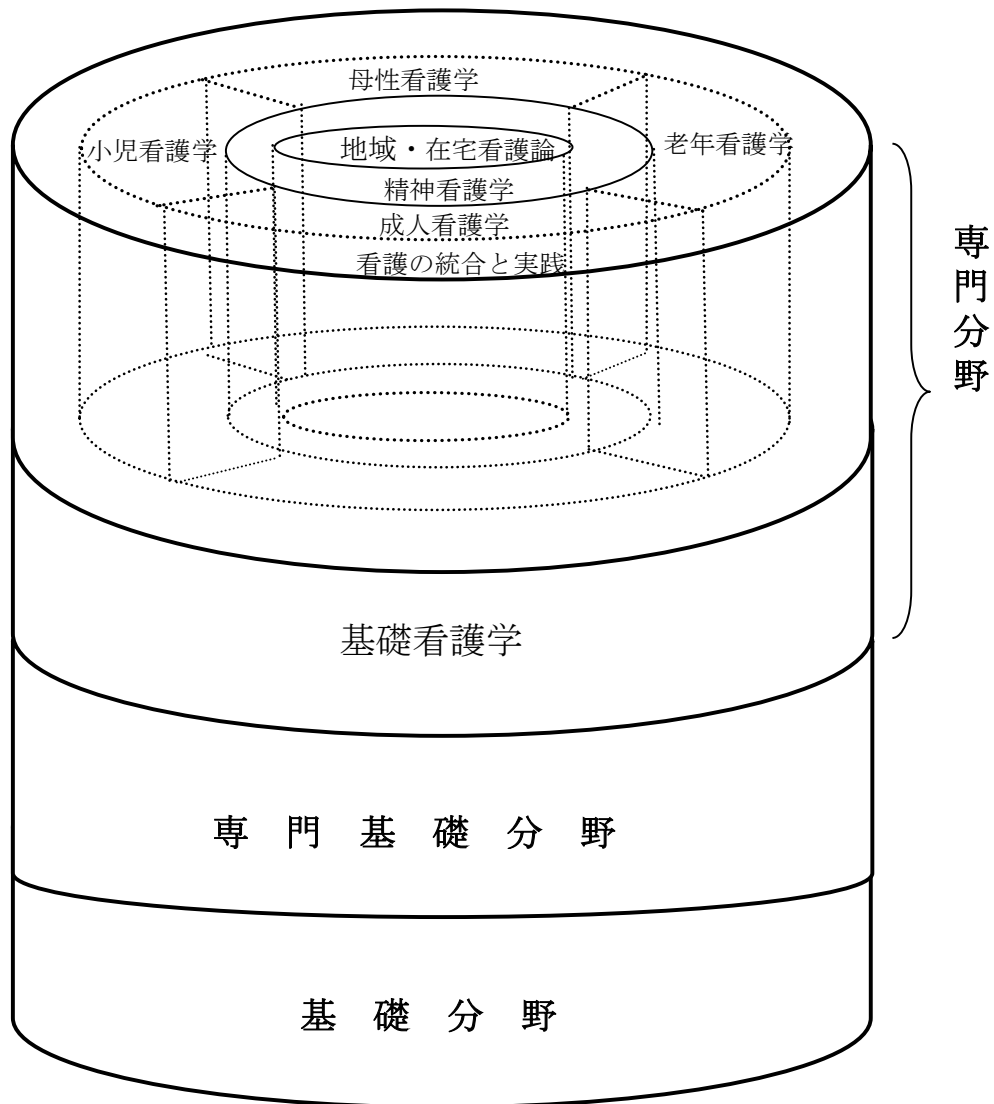 母性看護学
小児看護学
地域・在宅看護論
老年看護学
精神看護学
成人看護学
看護の統合と実践
専門分野
基礎看護学
専 門 基 礎 分 野
基 礎 分 野